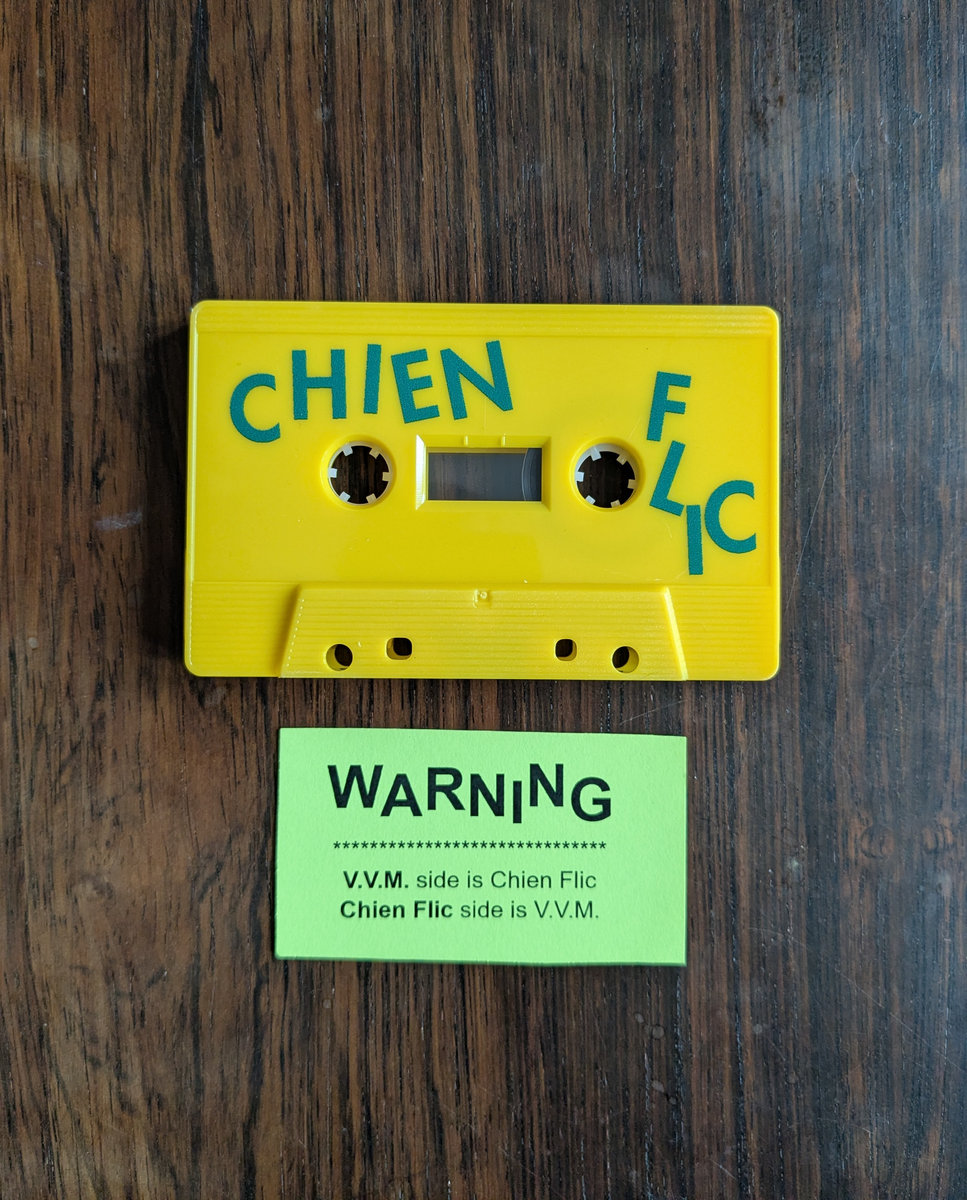 CHIEN FLIC
WARNING
******************************
V.V.M. side is Chien Flic
Chien Flic side is V.V.M.